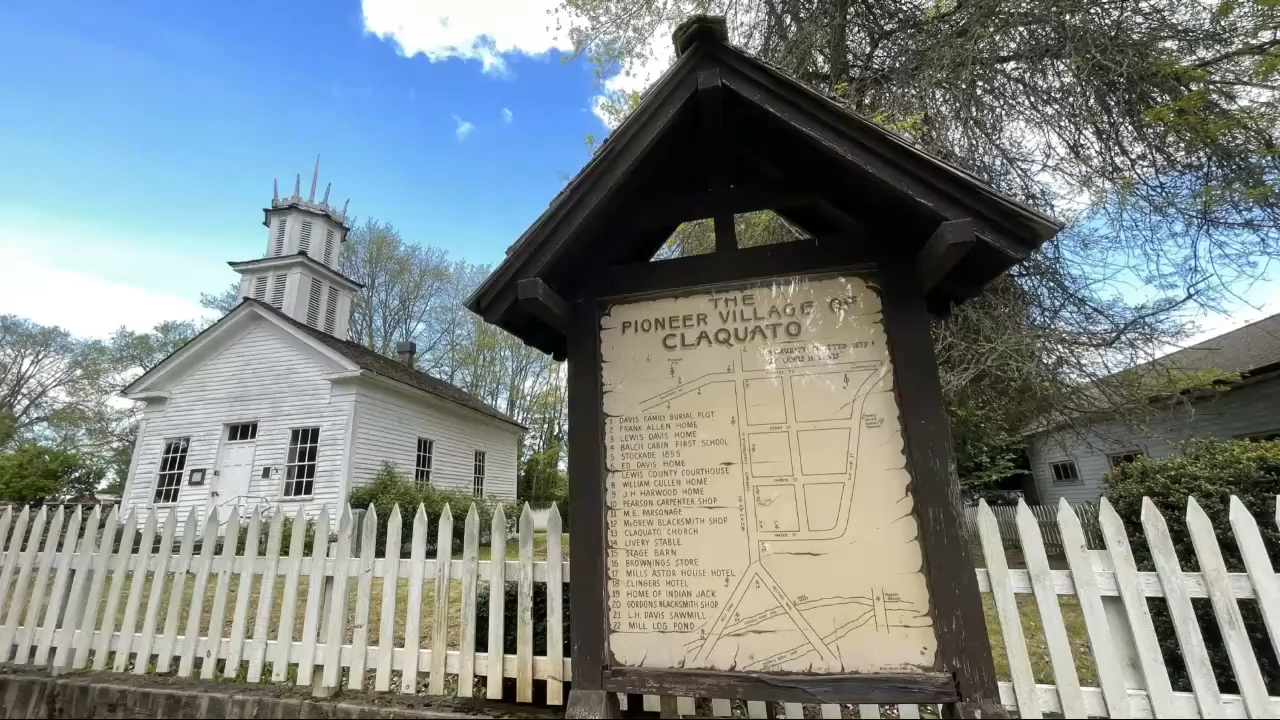 THE
PIONEER VILLAGE OF
CLAQUATO
LEWIS H DAVIS
1 DAVIS FAMILY BURIAL PLOT
2 FRANK ALLEN HOME
3 LEWIS DAVIS HOME
4 BALCH CABIN FIRST SCHOOL
5 STOCKADE 1855
6 ED. DAVIS HOME
7 LEWIS COUNTY COURTHOUSE
8 WILLIAM CULLEN HOME
9 J.H HARWOOD HOME
10 PEARSON CARPENTER SHOP
11 M.E. PARSONAGE
12 McGREW BLACKSMITH SHOP
13 CLAQUATO CHURCH
14 LIVERY STABLE
15 STAGE BARN
16 BROWNINGS STORE
17 MILLS ASTOR HOUSE HOTEL
18 CLINGERS HOTEL
19 HOME OF INDIAN JACK
20 GORDONS BLACKSMITH SHOP
21 L.H. DAVIS SAWMILL
22 MILL LOG POND